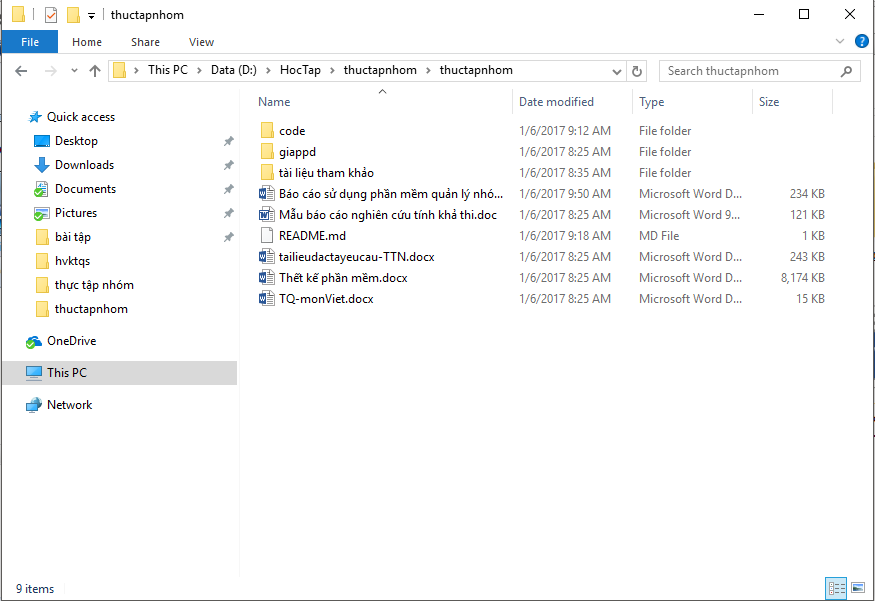 thuctapnhom
File Home Share View
This PC Data (D:) HocTap thuctapnhom thuctapnhom Search thuctapnhom
Name Date modified Type Size
Quick access
Desktop
Downloads
Documents
Pictures
bài tập
hvktqs
thực tập nhóm
thuctapnhom
OneDrive
This PC
Network
code 1/6/2017 9:12 AM File folder
giappd 1/6/2017 8:25 AM File folder
tài liệu tham khảo 1/6/2017 8:35 AM File folder
Báo cáo sử dụng phần mềm quản lý nhó... 1/6/2017 9:50 AM Microsoft Word D... 234 KB
Mẫu báo cáo nghiên cứu tính khả thi.doc 1/6/2017 8:25 AM Microsoft Word 9... 121 KB
README.md 1/6/2017 9:18 AM MD File 1 KB
tailieudactayeucau-TTN.docx 1/6/2017 8:25 AM Microsoft Word D... 243 KB
Thết kế phần mềm.docx 1/6/2017 8:25 AM Microsoft Word D... 8,174 KB
TQ-monViet.docx 1/6/2017 8:25 AM Microsoft Word D... 15 KB
9 items